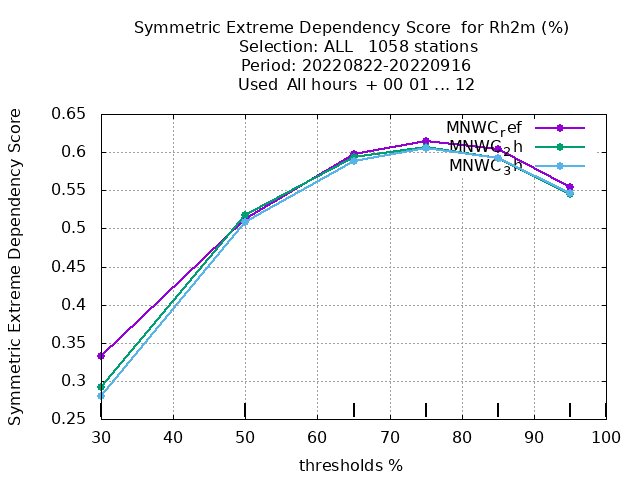 Symmetric Extreme Dependency Score for Rh2m (%)
Selection: ALL 1058 stations
Period: 20220822-20220916
Used All hours + 00 01 ... 12
Symmetric Extreme Dependency Score
0.65
0.6
0.55
0.5
0.45
0.4
0.35
0.3
0.25
MNWCref
MNWC2h
MNWC3h
30 40 50 60 70 80 90 100
thresholds %